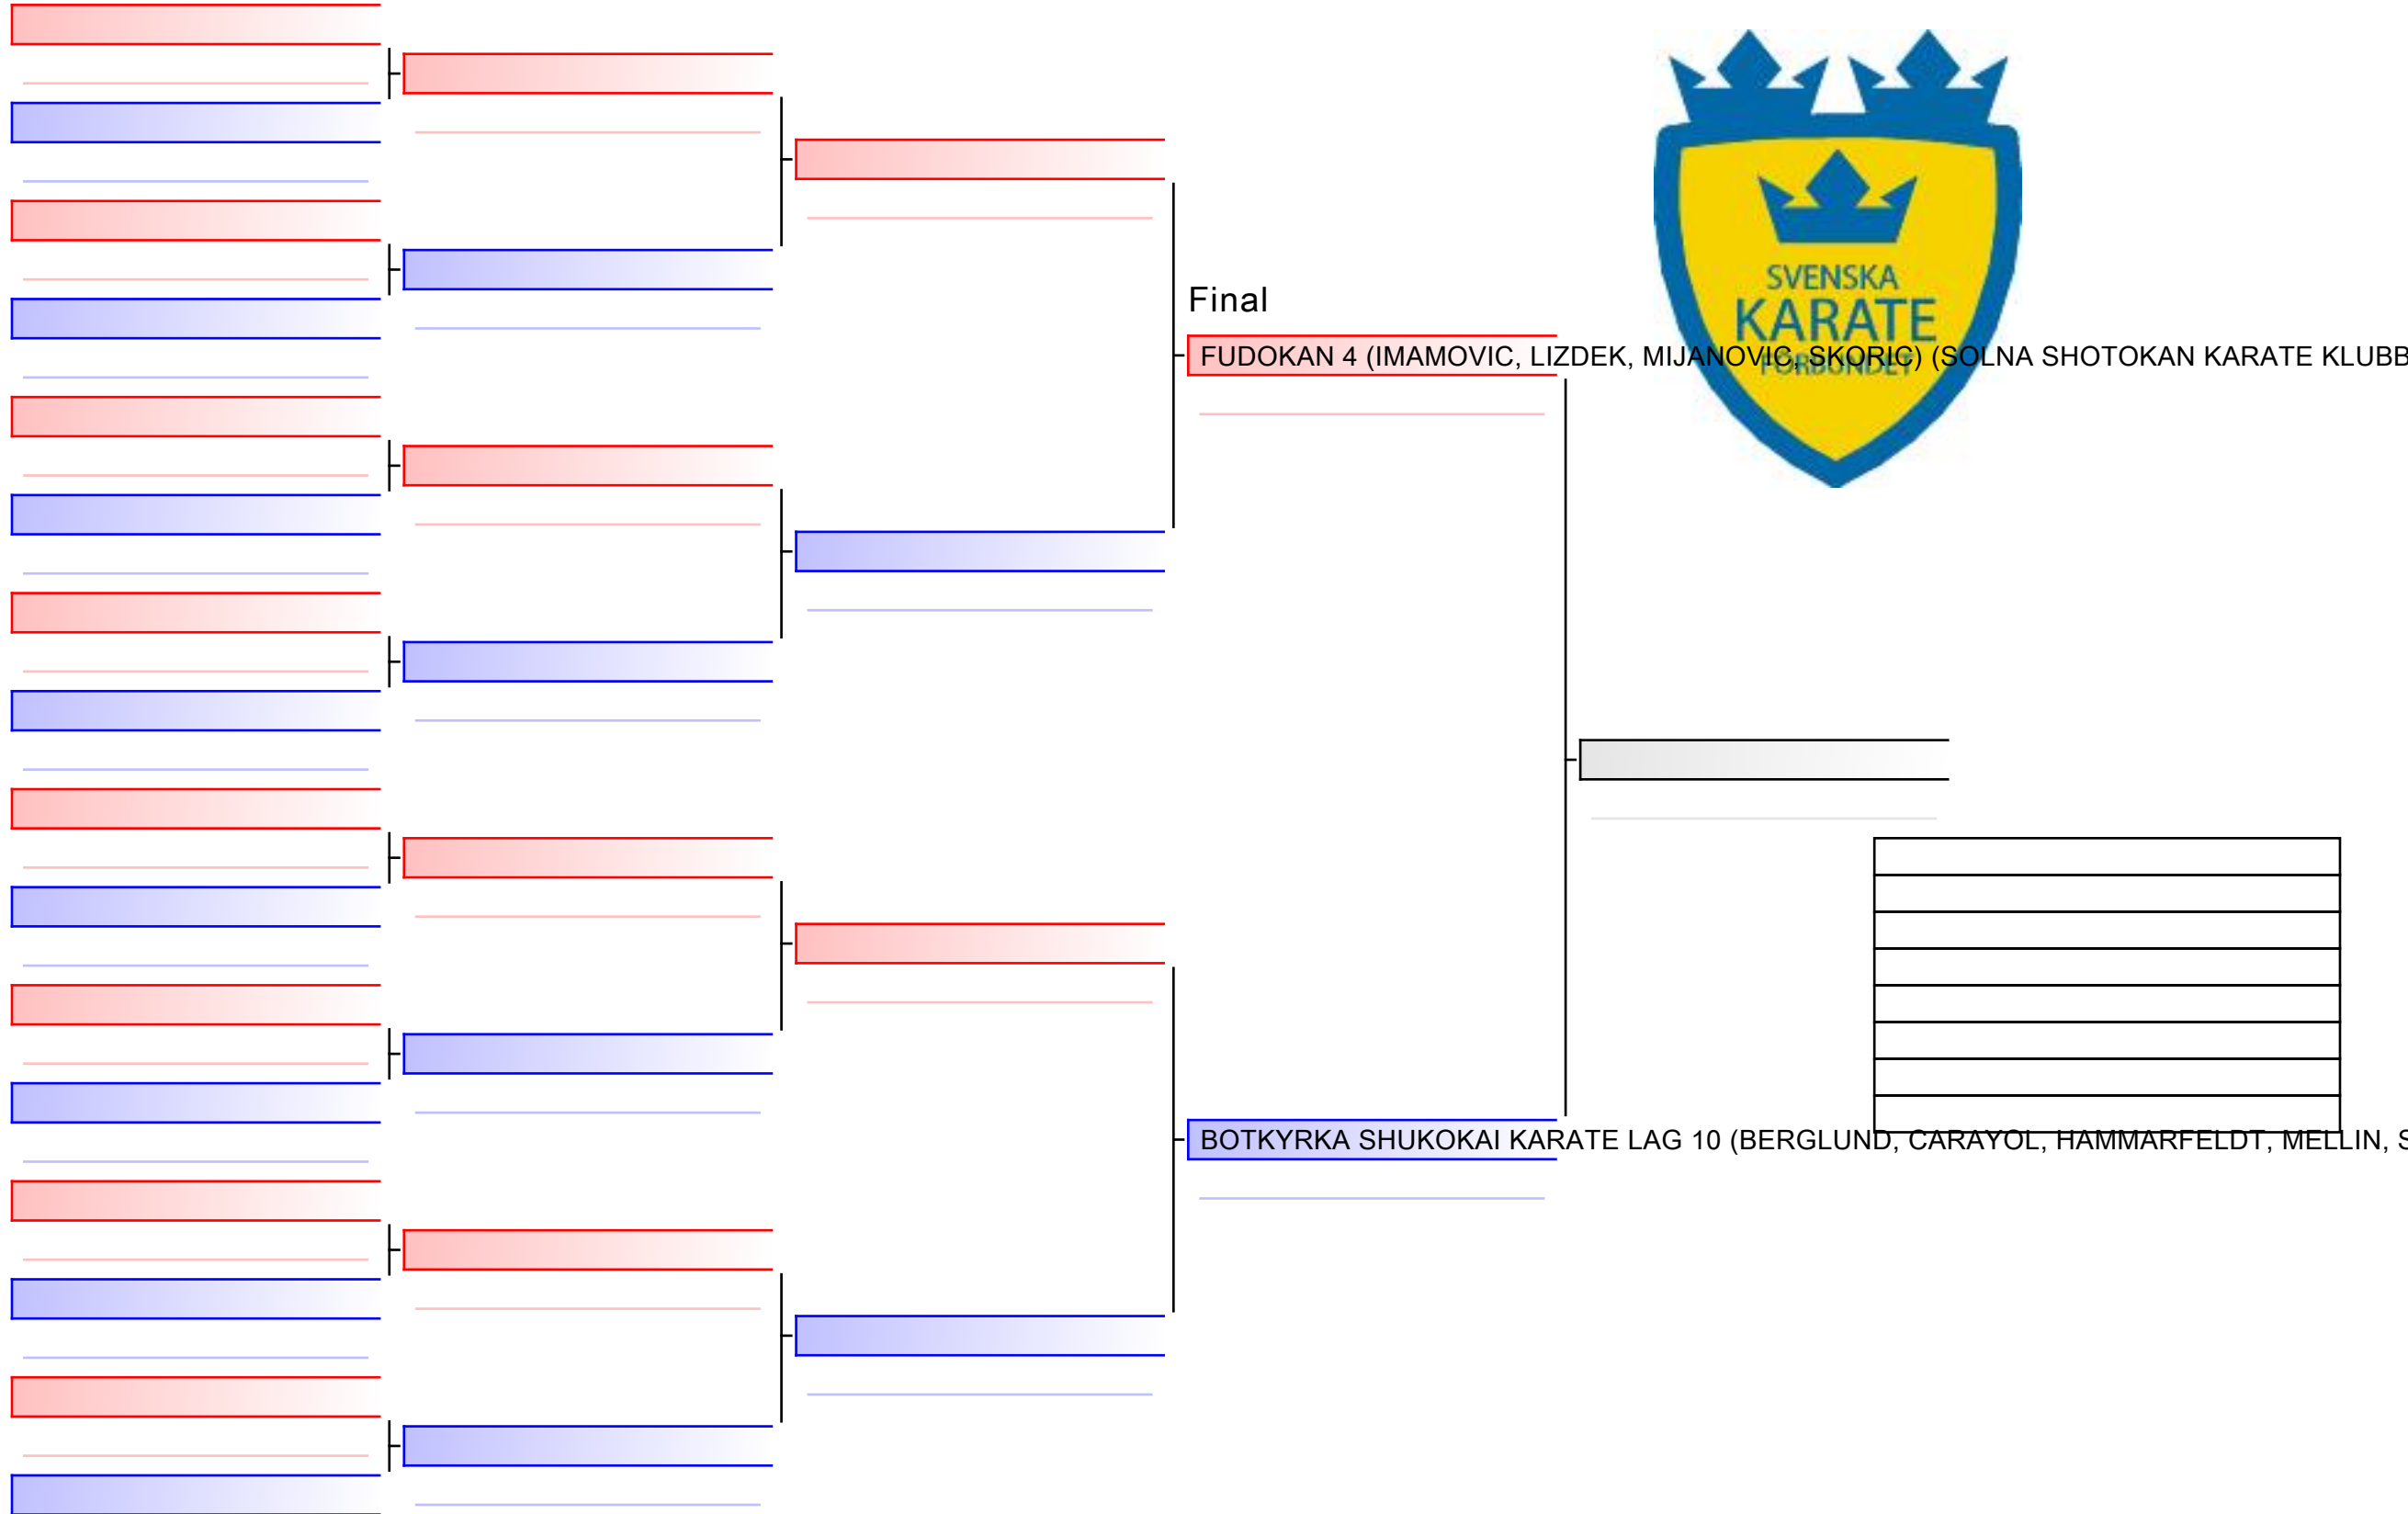 SVENSKA
KARATE
FÖRBUNDET
Final
FUDOKAN 4 (IMAMOVIC, LIZDEK, MIJANOVIC, SKORIC) (SOLNA SHOTOKAN KARATE KLUBB
BOTKYRKA SHUKOKAI KARATE LAG 10 (BERGLUND, CARAYOL, HAMMARFELDT, MELLIN, S